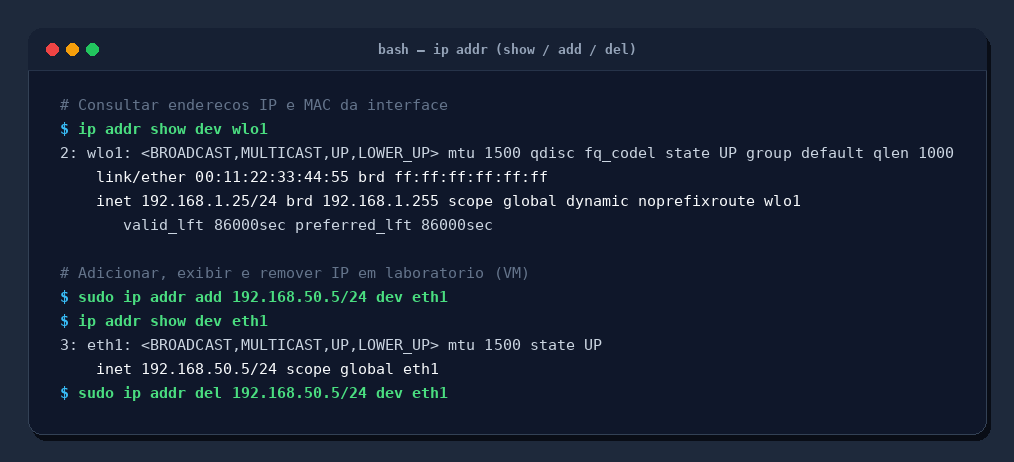 bash — ip addr (show / add / del)
# Consultar enderecos IP e MAC da interface
$ ip addr show dev wlo1
2: wlo1: <BROADCAST,MULTICAST,UP,LOWER_UP> mtu 1500 qdisc fq_codel state UP group default qlen 1000
    link/ether 00:11:22:33:44:55 brd ff:ff:ff:ff:ff:ff
    inet 192.168.1.25/24 brd 192.168.1.255 scope global dynamic noprefixroute wlo1
       valid_lft 86000sec preferred_lft 86000sec
# Adicionar, exibir e remover IP em laboratorio (VM)
$ sudo ip addr add 192.168.50.5/24 dev eth1
$ ip addr show dev eth1
3: eth1: <BROADCAST,MULTICAST,UP,LOWER_UP> mtu 1500 state UP
    inet 192.168.50.5/24 scope global eth1
$ sudo ip addr del 192.168.50.5/24 dev eth1